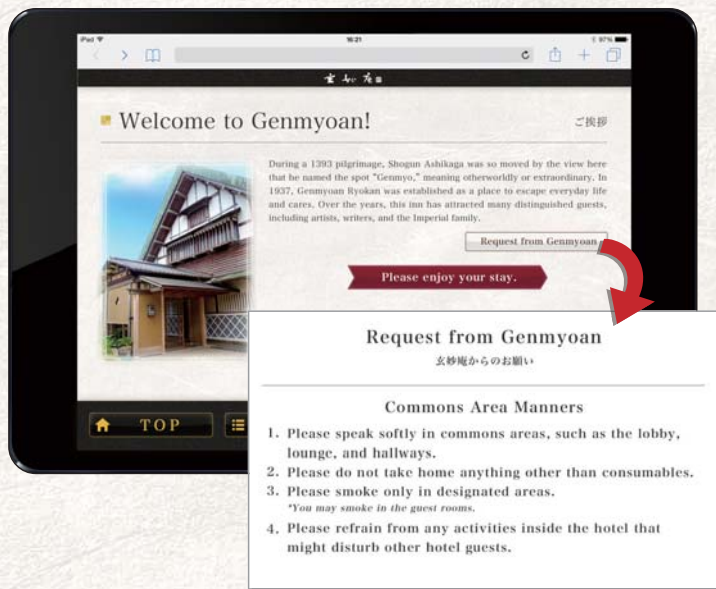 iPad
16:21
87%
玄妙庵
Welcome to Genmyoan!
ご挨拶
During a 1393 pilgrimage, Shogun Ashikaga was so moved by the view here
that he named the spot "Genmyo," meaning otherworldly or extraordinary. In
1937, Genmyoan Ryokan was established as a place to escape everyday life
and cares. Over the years, this inn has attracted many distinguished guests,
including artists, writers, and the Imperial family.
Request from Genmyoan
Please enjoy your stay.
TOP
Request from Genmyoan
玄妙庵からのお願い
Commons Area Manners
1. Please speak softly in commons areas, such as the lobby,
lounge, and hallways.
2. Please do not take home anything other than consumables.
3. Please smoke only in designated areas.
*You may smoke in the guest rooms.
4. Please refrain from any activities inside the hotel that
might disturb other hotel guests.